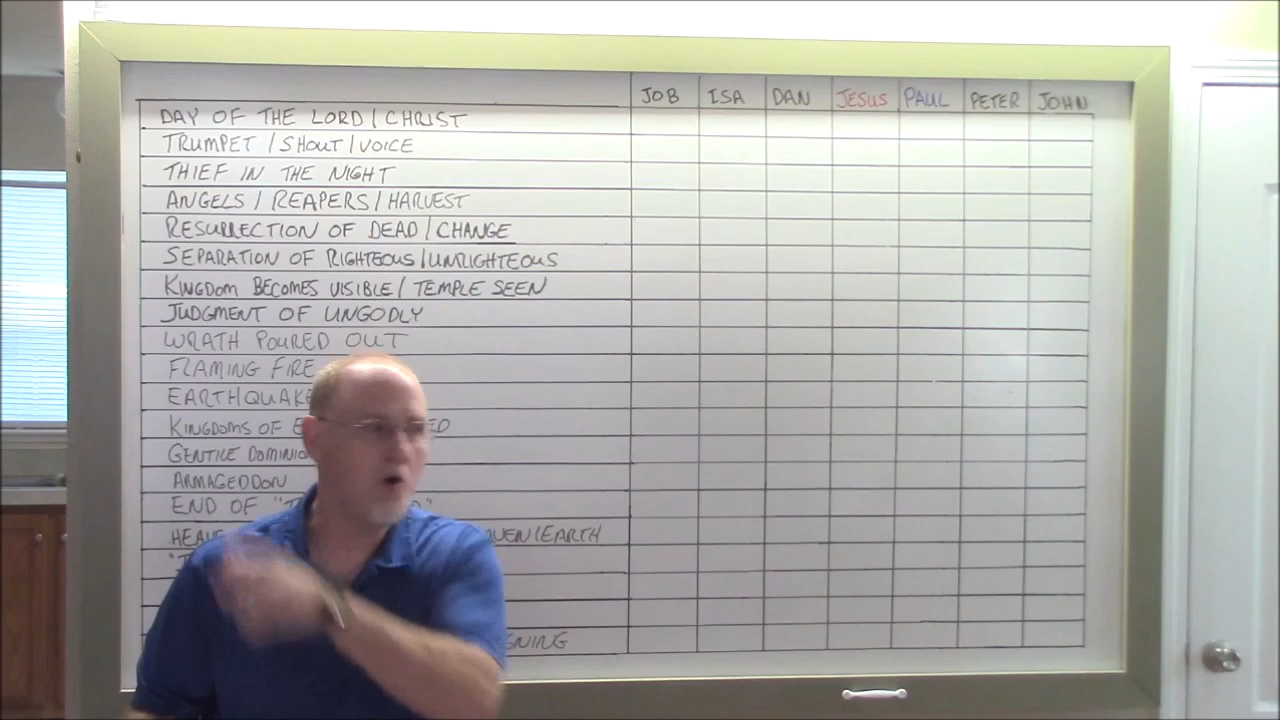 JOB ISA DAN JESUS PAUL PETER JOHN
DAY OF THE LORD/CHRIST
TRUMPET/SHOUT/VOICE
THIEF IN THE NIGHT
ANGELS/REAPERS/HARVEST
RESURRECTION OF DEAD/CHANGE
SEPARATION OF RIGHTEOUS/UNRIGHTEOUS
KINGDOM BECOMES VISIBLE/TEMPLE SEEN
JUDGMENT OF UNGODLY
WRATH POURED OUT
FLAMING FIRE
EARTHQUAKE
KINGDOMS OF
GENTILE
ARMAGEDDON
END OF
EARTH